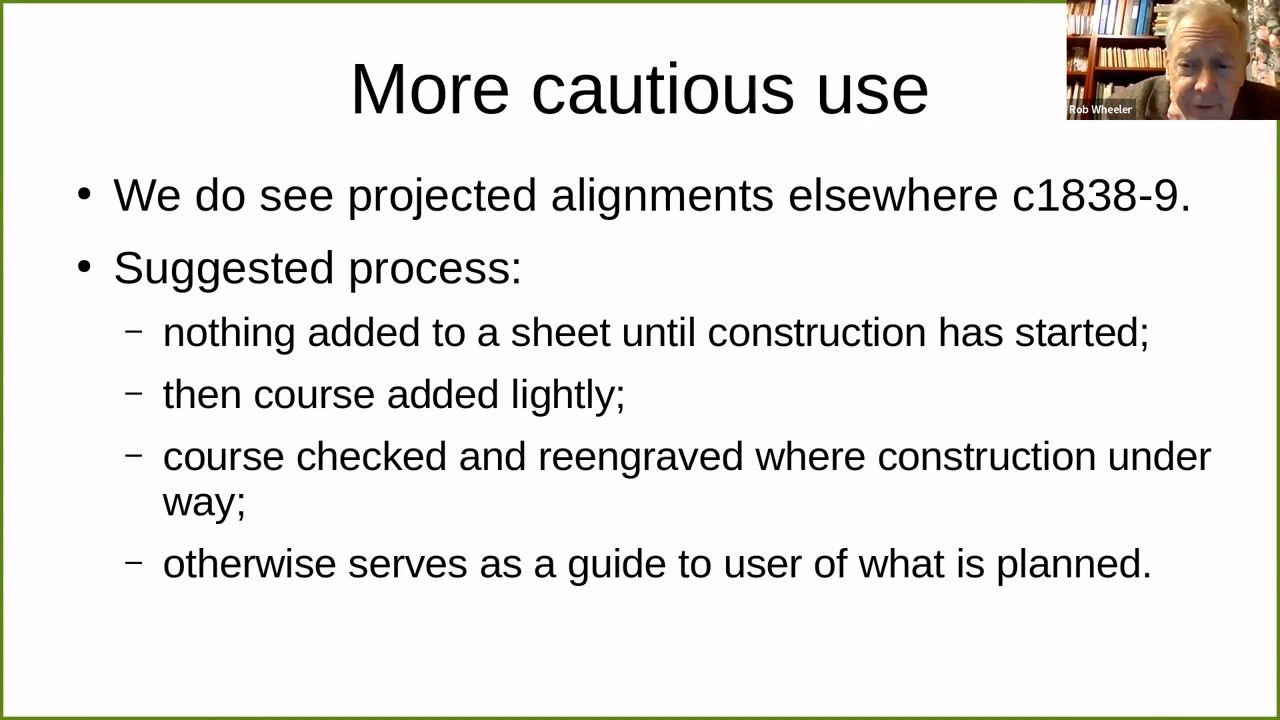 More cautious use
Rob Wheeler
• We do see projected alignments elsewhere c1838-9.
• Suggested process:
– nothing added to a sheet until construction has started;
– then course added lightly;
– course checked and reengraved where construction under
way;
– otherwise serves as a guide to user of what is planned.